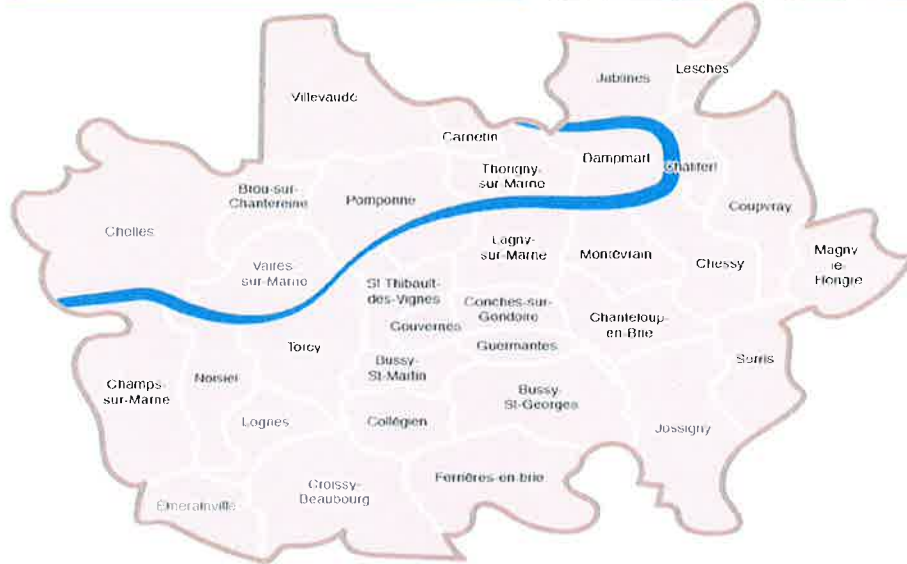 Lesches
Jablines
Villevaudé
Carnetin
Dampmart
Thorigny-
sur-Marne
Chalifert
Brou-sur-
Chantereine
Pomponne
Coupvray
Chelles
Lagny-
sur-Marne
Montévrain
Chessy
Magny
le-
Hongre
Vaires
sur-Marne
St Thibault-
des-Vignes
Conches-sur-
Gondoire
Gouvernes
Chanteloup-
en-Brie
Torcy
Guermantes
Serris
Bussy-
St-Martin
Noisiel
Champs-
sur-Marne
Bussy-
St-Georges
Lognes
Collégien
Jossigny
Ferrières-en-brie
Croissy-
Beaubourg
Émerainville